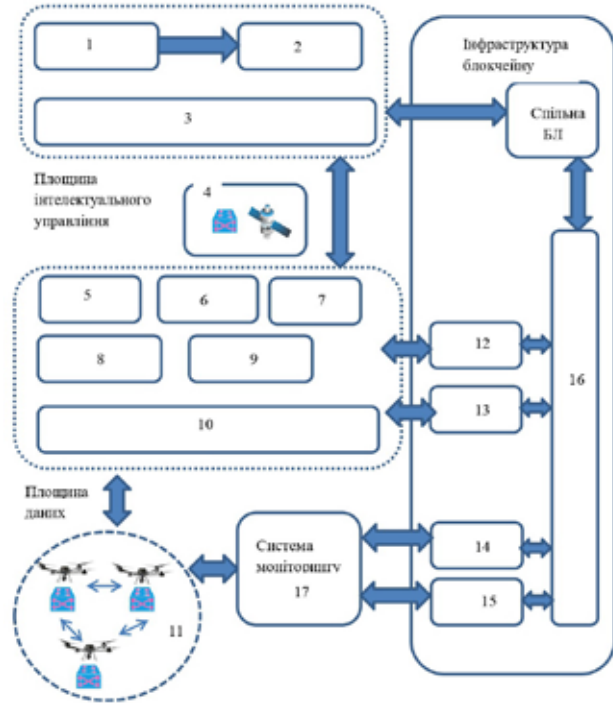 1
2
3
Інфраструктура
блокчейну
Спільна
БЛ
Площина
інтелектуального
управління
4
5
6
7
8
9
10
12
13
16
Площина
даних
11
Система
моніторингу
17
14
15